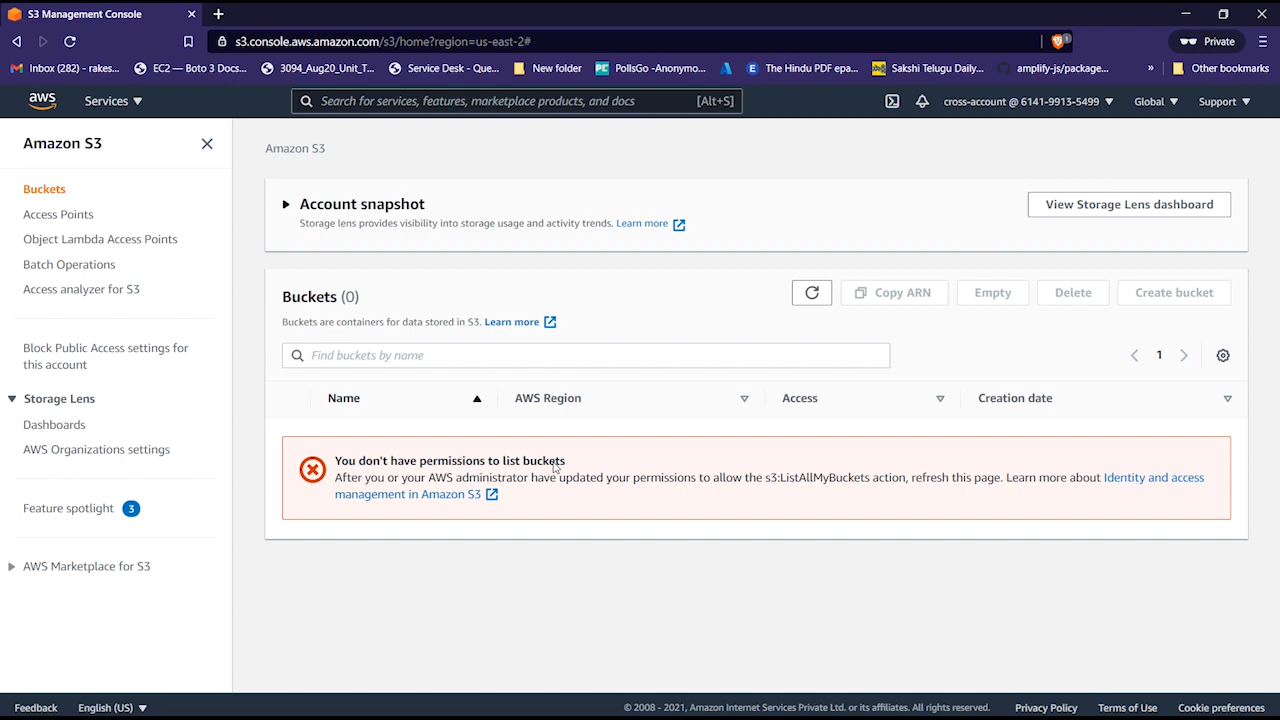 S3 Management Console
s3.console.aws.amazon.com/s3/home?region=us-east-2#
1
Private
Inbox (282) - rakes...
EC2 — Boto 3 Docs...
3094_Aug20_Unit_T...
Service Desk - Que...
New folder
PC
PollsGo -Anonymo...
E
The Hindu PDF epa...
Sakshi Telugu Daily...
amplify-js/package...
»
Other bookmarks
aws
Services
Search for services, features, marketplace products, and docs
[Alt+S]
cross-account @ 6141-9913-5499
Global
Support
Amazon S3
Buckets
Access Points
Object Lambda Access Points
Batch Operations
Access analyzer for S3
Block Public Access settings for
this account
Storage Lens
Dashboards
AWS Organizations settings
Feature spotlight 3
AWS Marketplace for S3
Amazon S3
Account snapshot
View Storage Lens dashboard
Storage lens provides visibility into storage usage and activity trends. Learn more
Buckets (0)
Copy ARN
Empty
Delete
Create bucket
Buckets are containers for data stored in S3. Learn more
Find buckets by name
1
Name
AWS Region
Access
Creation date
You don't have permissions to list buckets
After you or your AWS administrator have updated your permissions to allow the s3:ListAllMyBuckets action, refresh this page. Learn more about Identity and access
management in Amazon S3
Feedback
English (US)
© 2008 - 2021, Amazon Internet Services Private Ltd. or its affiliates. All rights reserved.
Privacy Policy
Terms of Use
Cookie preferences